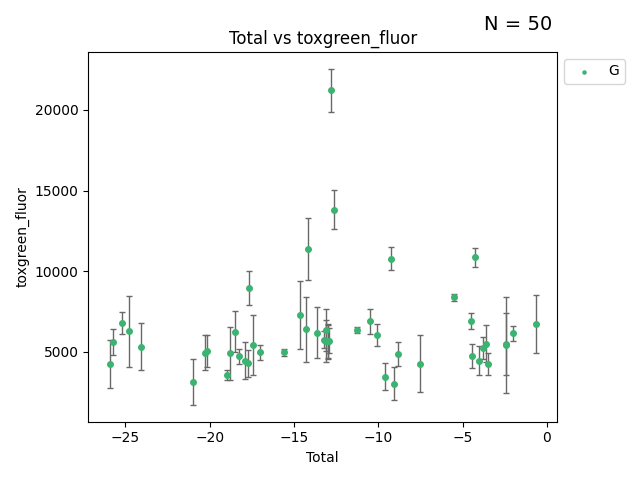 N = 50
Total vs toxgreen_fluor
G
toxgreen_fluor
20000
15000
10000
5000
−25 −20 −15 −10 −5 0
Total